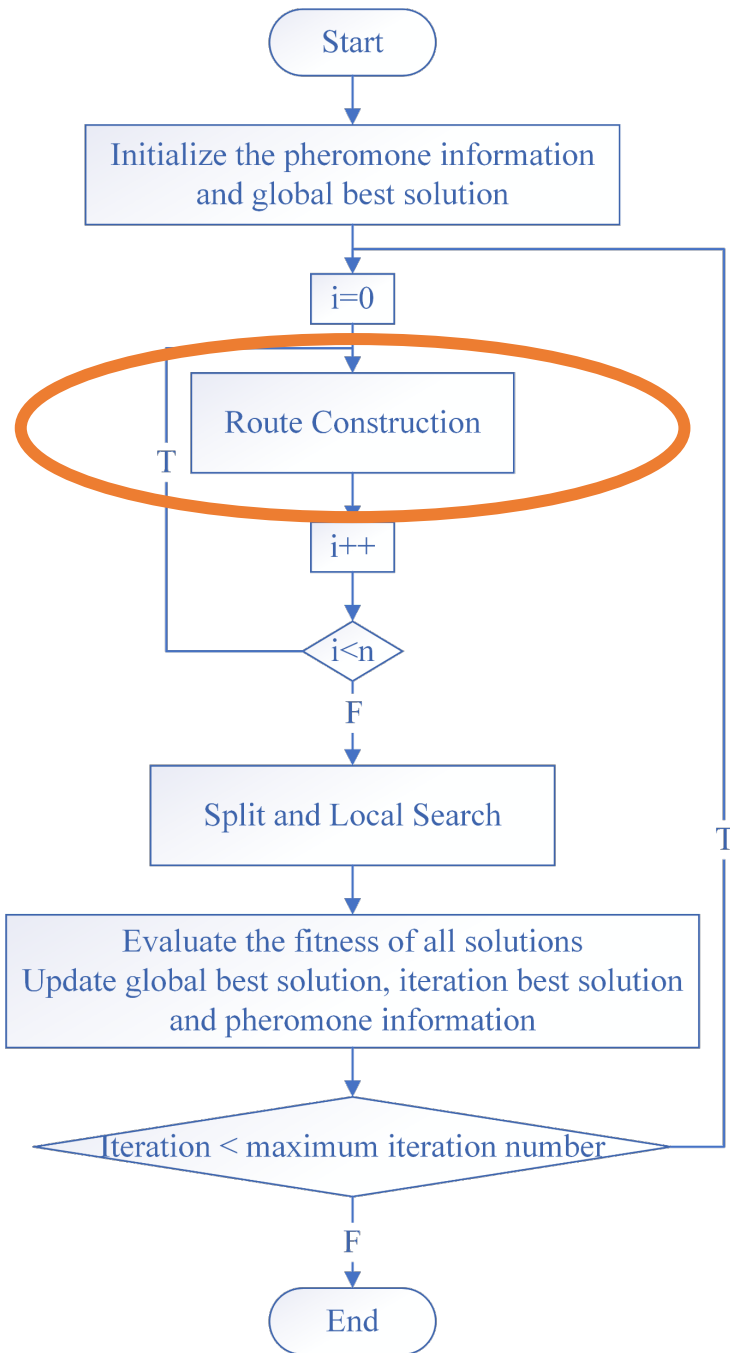 Start
Initialize the pheromone information
and global best solution
i=0
Route Construction
T
i++
i<n
F
Split and Local Search
T
Evaluate the fitness of all solutions
Update global best solution, iteration best solution
and pheromone information
Iteration < maximum iteration number
F
End